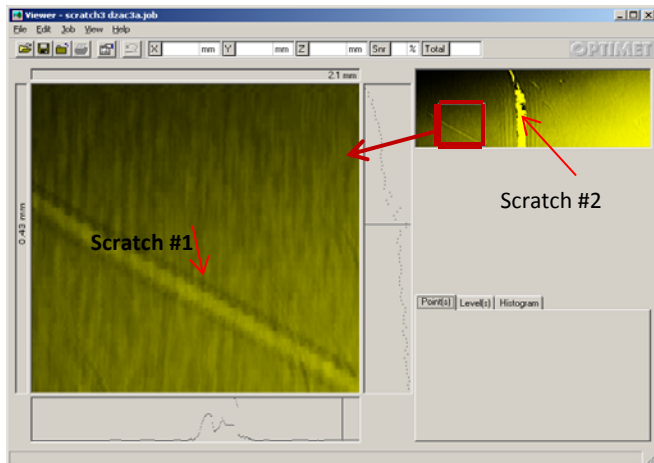 Viewer - scratch3 dzac3a.job
File Edit Job View Help
X mm Y mm Z mm Snr % Total OPTIMET
2.1 mm
0.43 mm
Scratch #1
Scratch #2
Point(s) Level(s) Histogram